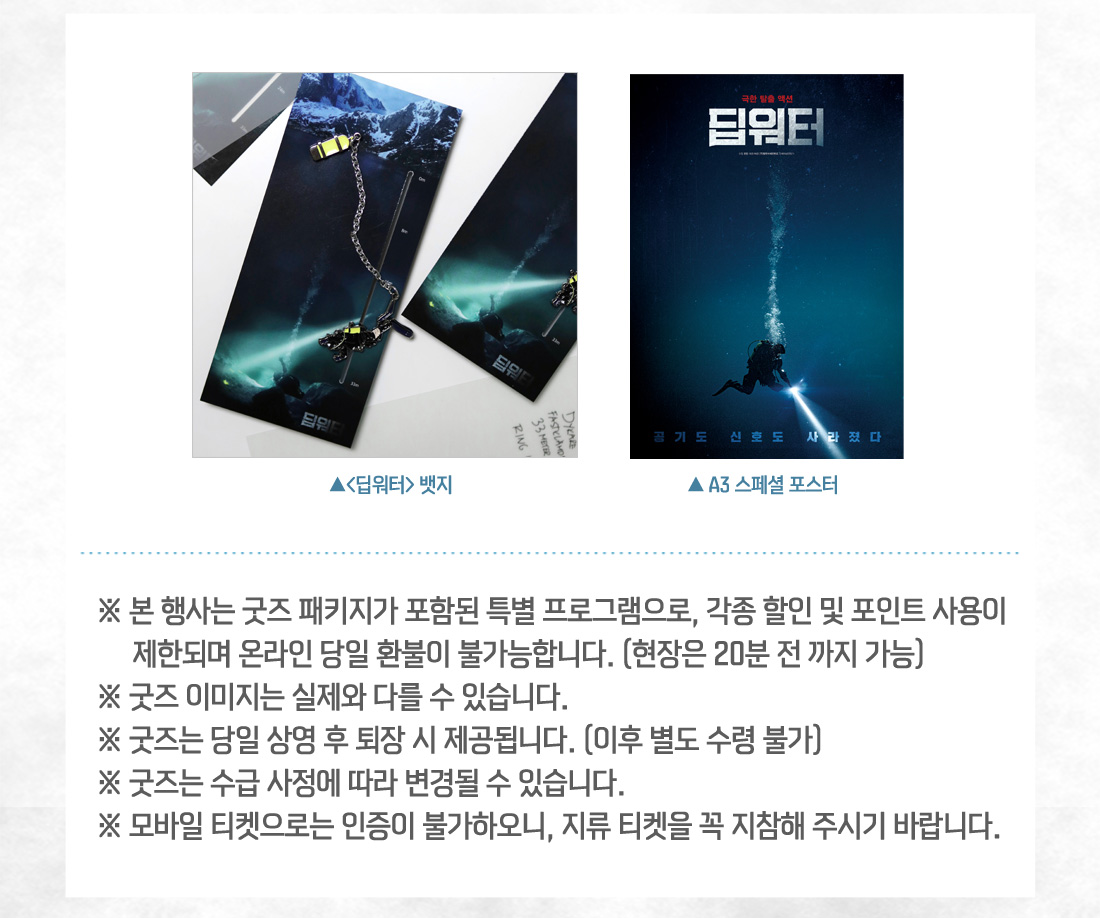 극한 탈출 액션
딥워터
공기도 신호도 사라졌다
0m
33m
딥워터
딥워터
DYKARE
33 METER
RING
▲<딥워터> 뱃지
▲ A3 스페셜 포스터
※ 본 행사는 굿즈 패키지가 포함된 특별 프로그램으로, 각종 할인 및 포인트 사용이
제한되며 온라인 당일 환불이 불가능합니다. (현장은 20분 전 까지 가능)
※ 굿즈 이미지는 실제와 다를 수 있습니다.
※ 굿즈는 당일 상영 후 퇴장 시 제공됩니다. (이후 별도 수령 불가)
※ 굿즈는 수급 사정에 따라 변경될 수 있습니다.
※ 모바일 티켓으로는 인증이 불가하오니, 지류 티켓을 꼭 지참해 주시기 바랍니다.